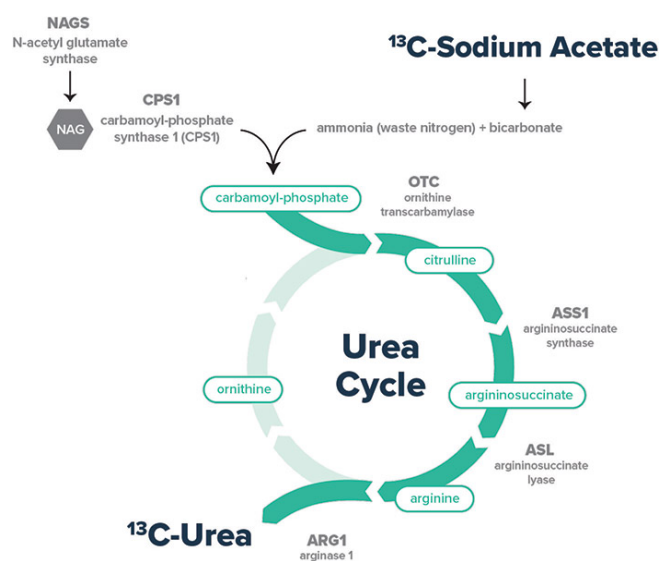 NAGS
N-acetyl glutamate
synthase
¹³C-Sodium Acetate
CPS1
carbamoyl-phosphate
synthase 1 (CPS1)
NAG
ammonia (waste nitrogen) + bicarbonate
carbamoyl-phosphate
OTC
ornithine
transcarbamylase
citrulline
ASS1
argininosuccinate
synthase
Urea
Cycle
ornithine
argininosuccinate
ASL
argininosuccinate
lyase
arginine
¹³C-Urea
ARG1
arginase 1